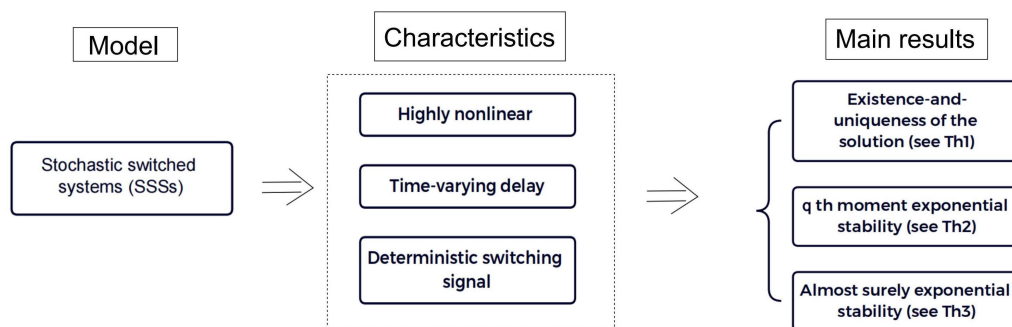 Model
Stochastic switched
systems (SSSs)
Characteristics
Highly nonlinear
Time-varying delay
Deterministic switching
signal
Main results
Existence-and-
uniqueness of the
solution (see Th1)
q th moment exponential
stability (see Th2)
Almost surely exponential
stability (see Th3)